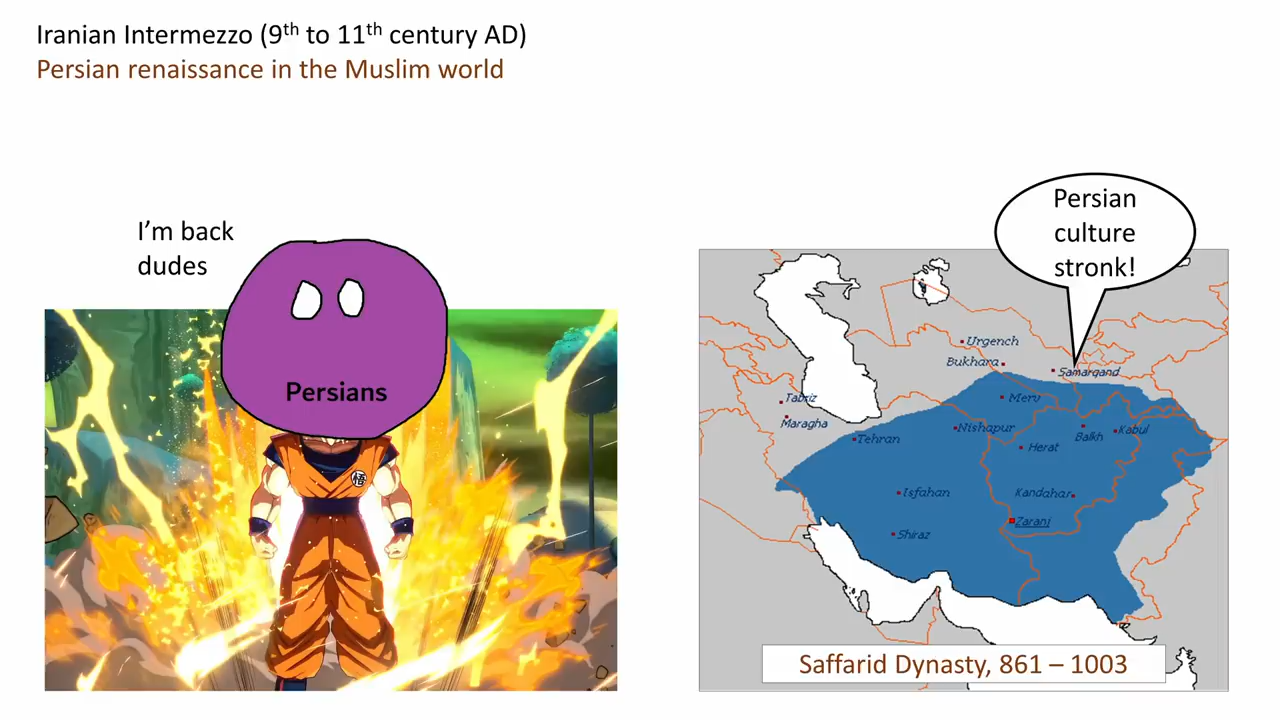 Iranian Intermezzo (9th to 11th century AD)
Persian renaissance in the Muslim world
I’m back
dudes
Persians
悟
Persian
culture
stronk!
Urgench
Bukhara
Samarqand
Tabriz
Merv
Maragha
Nishapur
Kabul
Balkh
Tehran
Herat
Isfahan
Kandahar
Zaranj
Shiraz
Saffarid Dynasty, 861 – 1003